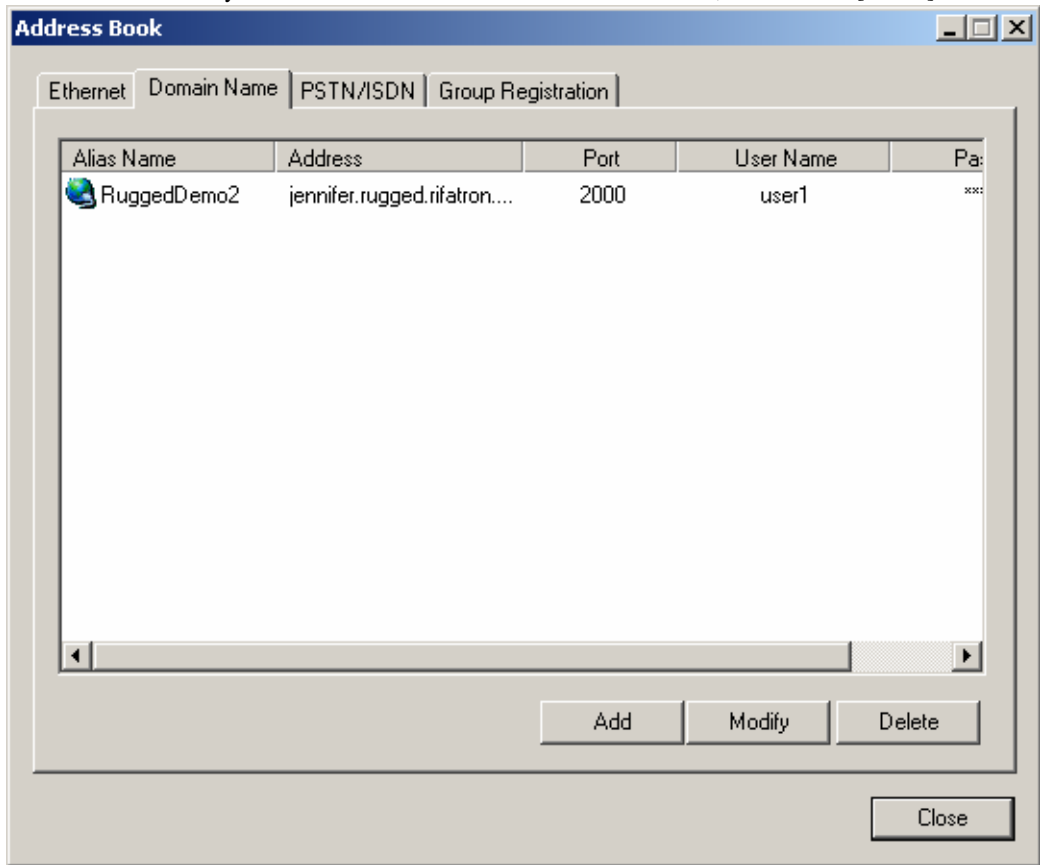 Address Book
Ethernet Domain Name PSTN/ISDN Group Registration
Alias Name Address Port User Name Pa
RuggedDemo2 jennifer.rugged.rifatron.... 2000 user1 **
Add Modify Delete
Close